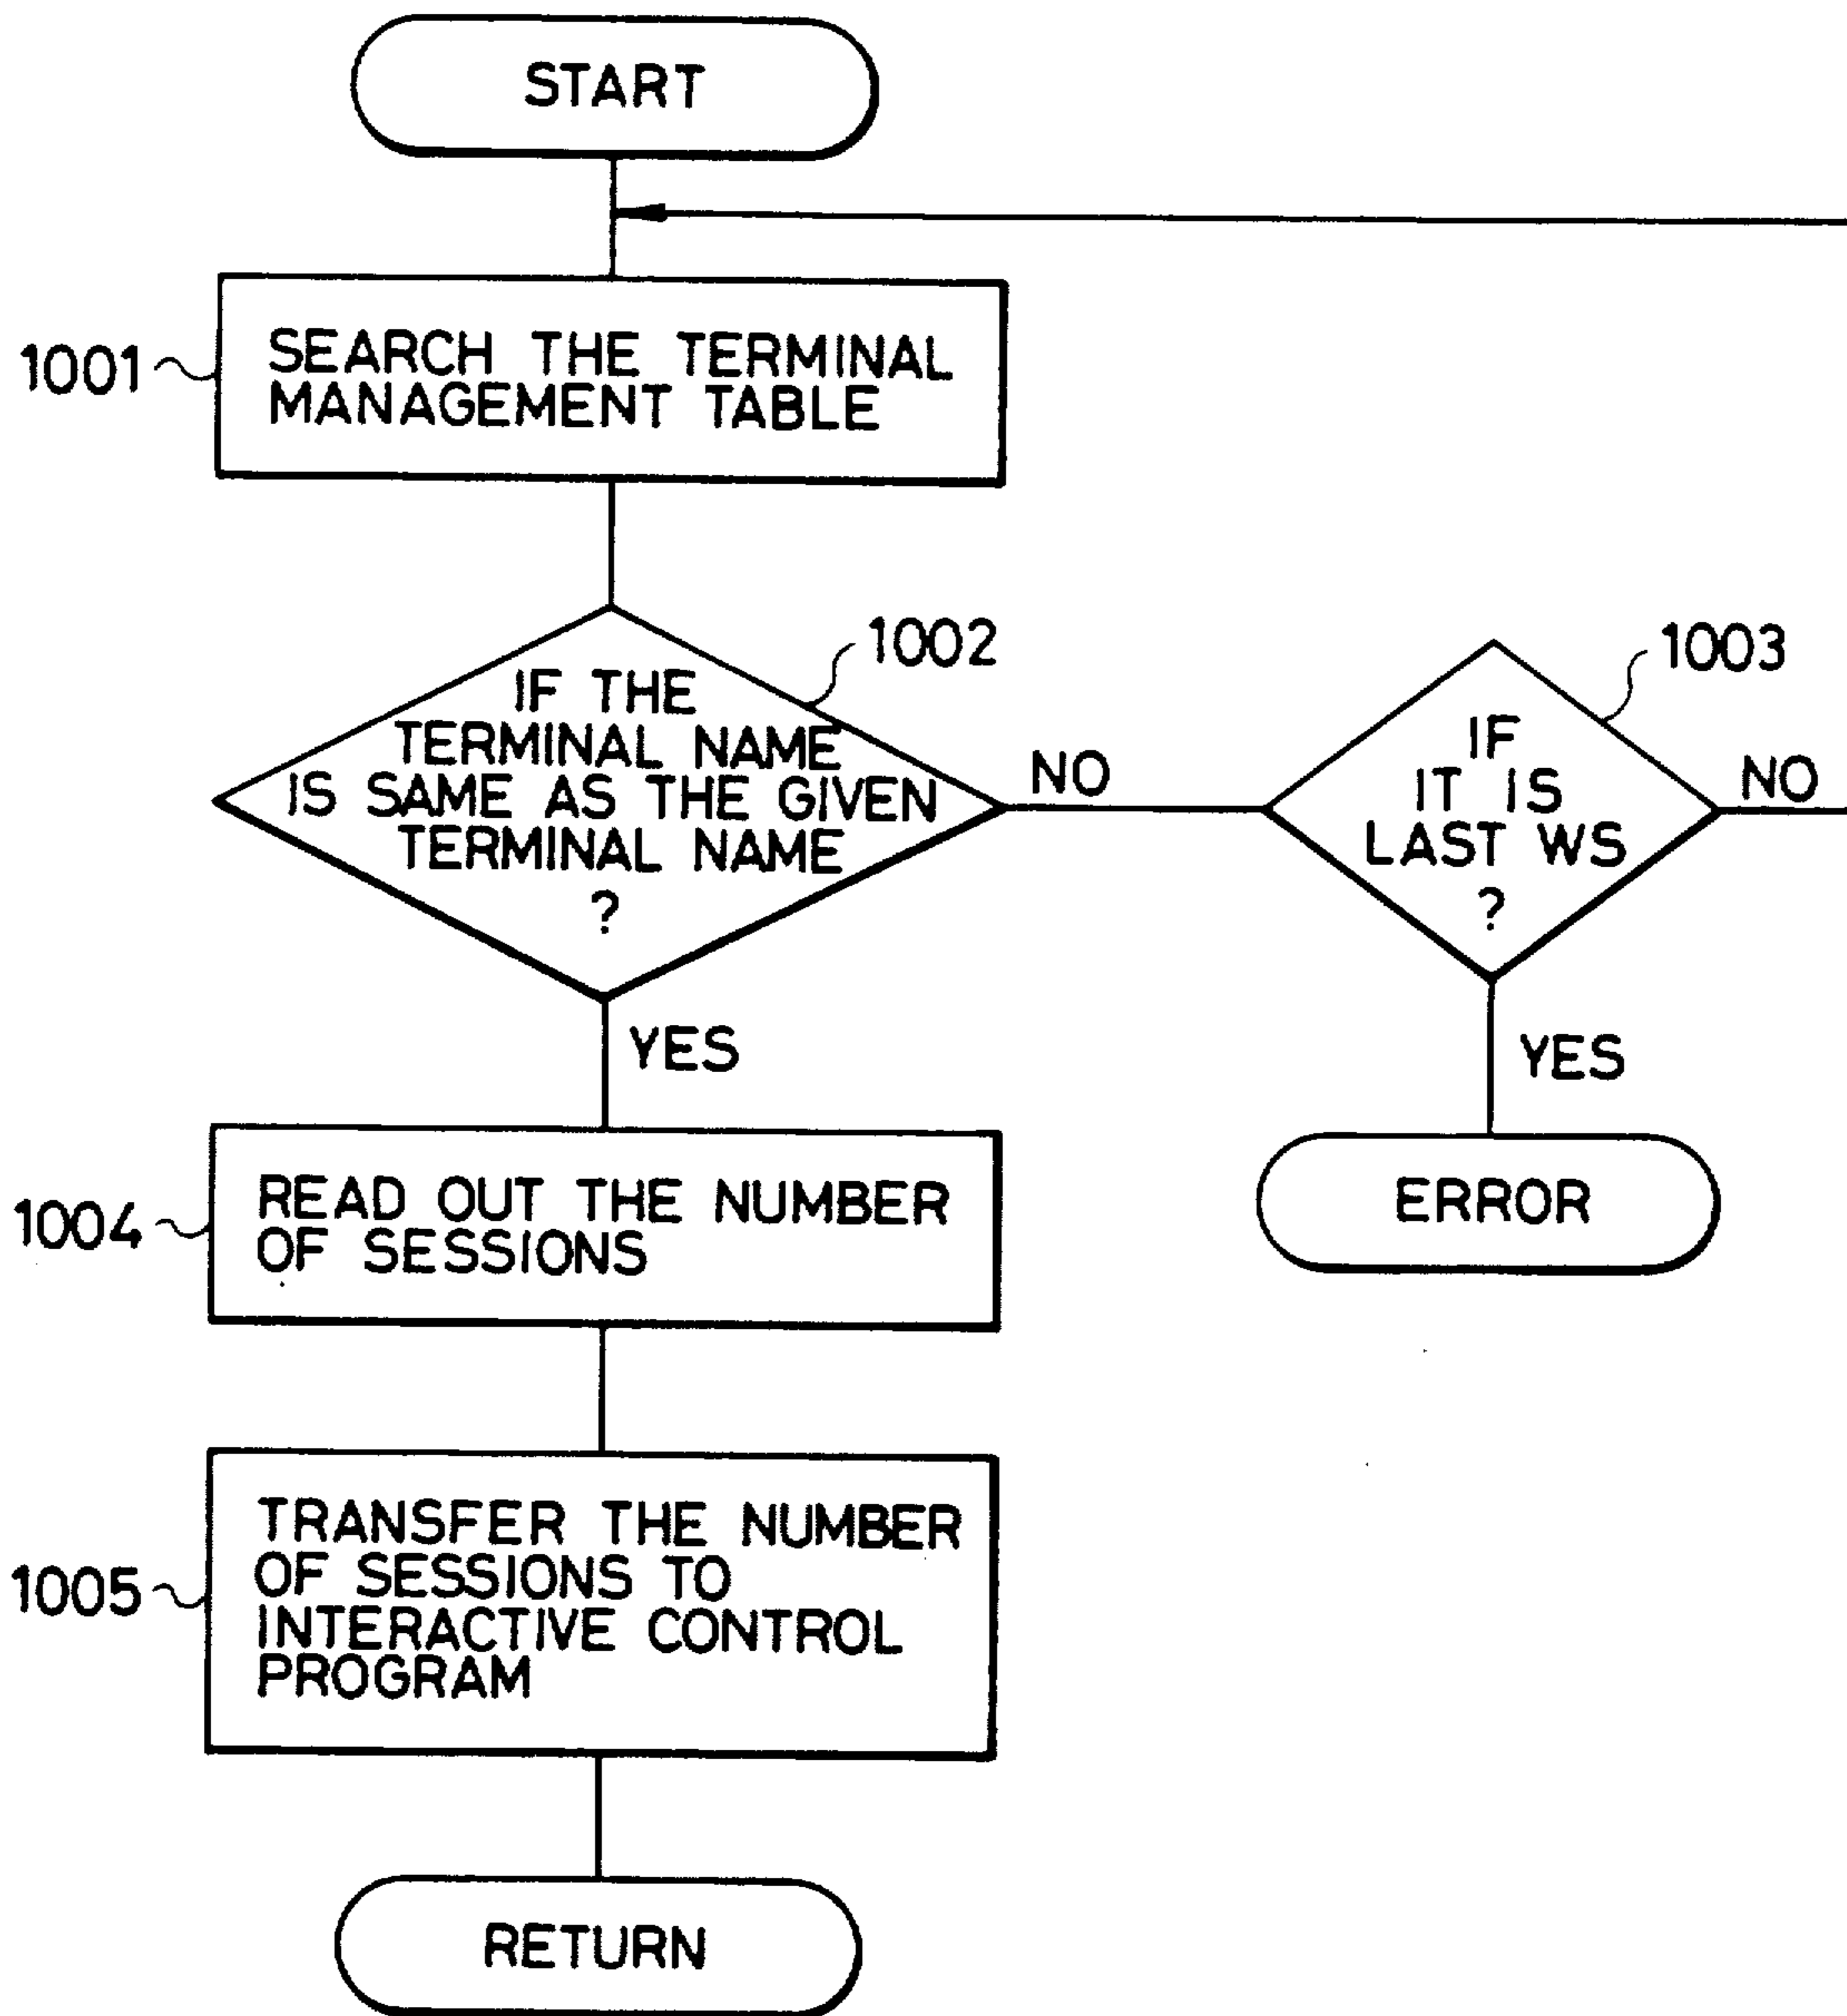 START
1001
SEARCH THE TERMINAL
MANAGEMENT TABLE
1002
IF THE
TERMINAL NAME
IS SAME AS THE GIVEN
TERMINAL NAME
?
NO
1003
IF
IT IS
LAST WS
?
NO
YES
YES
1004
READ OUT THE NUMBER
OF SESSIONS
ERROR
1005
TRANSFER THE NUMBER
OF SESSIONS TO
INTERACTIVE CONTROL
PROGRAM
RETURN